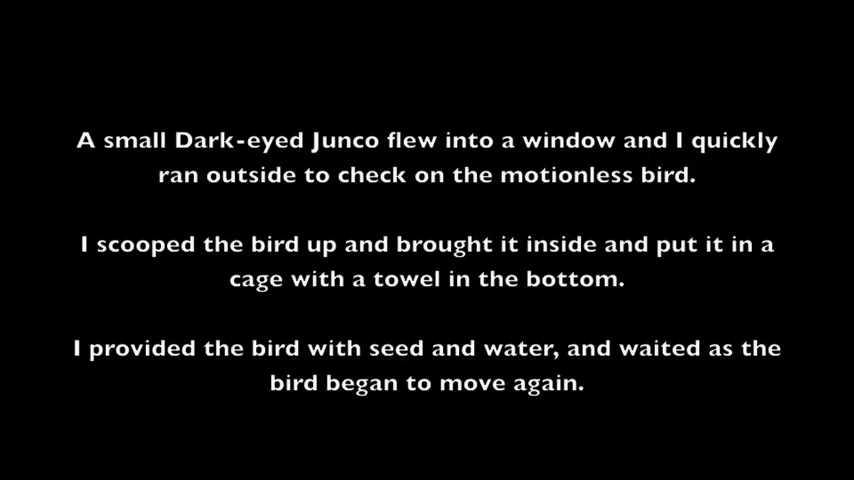 A small Dark-eyed Junco flew into a window and I quickly
ran outside to check on the motionless bird.
I scooped the bird up and brought it inside and put it in a
cage with a towel in the bottom.
I provided the bird with seed and water, and waited as the
bird began to move again.